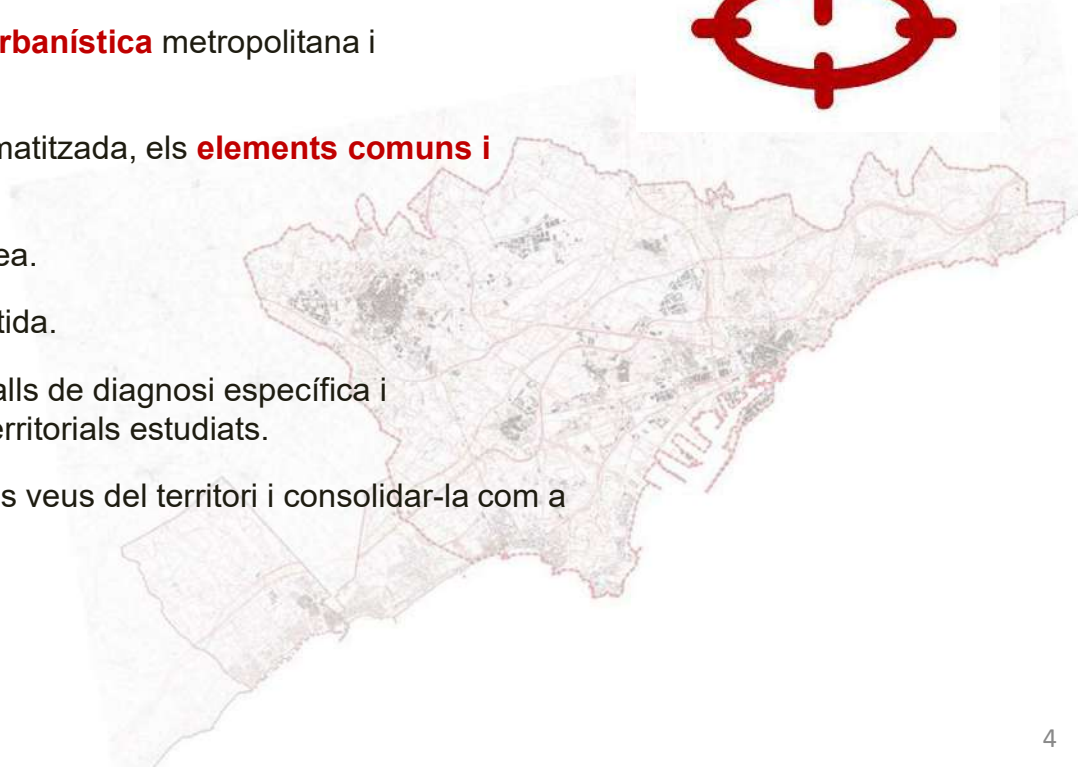 rbanística metropolitana i
matitzada, els elements comuns i
ea.
tida.
alls de diagnosi específica i
erritorials estudiats.
s veus del territori i consolidar-la com a
4